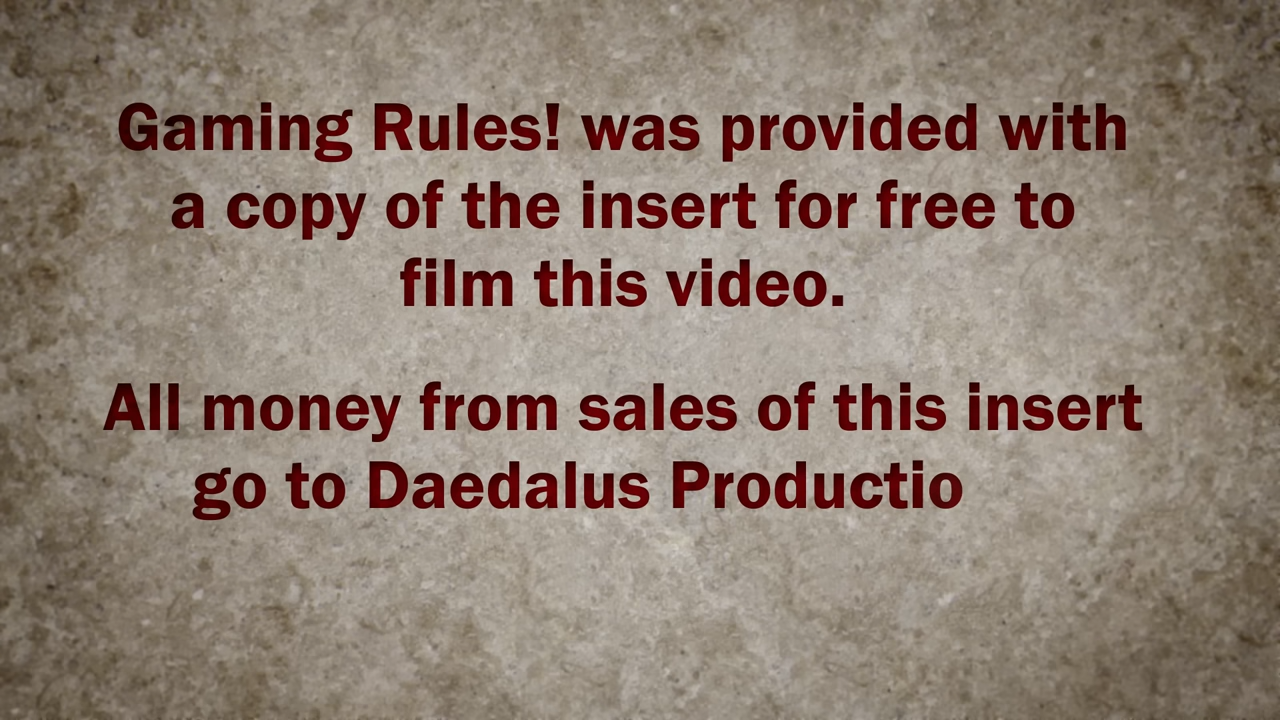 Gaming Rules! was provided with
a copy of the insert for free to
film this video.
All money from sales of this insert
go to Daedalus Productio